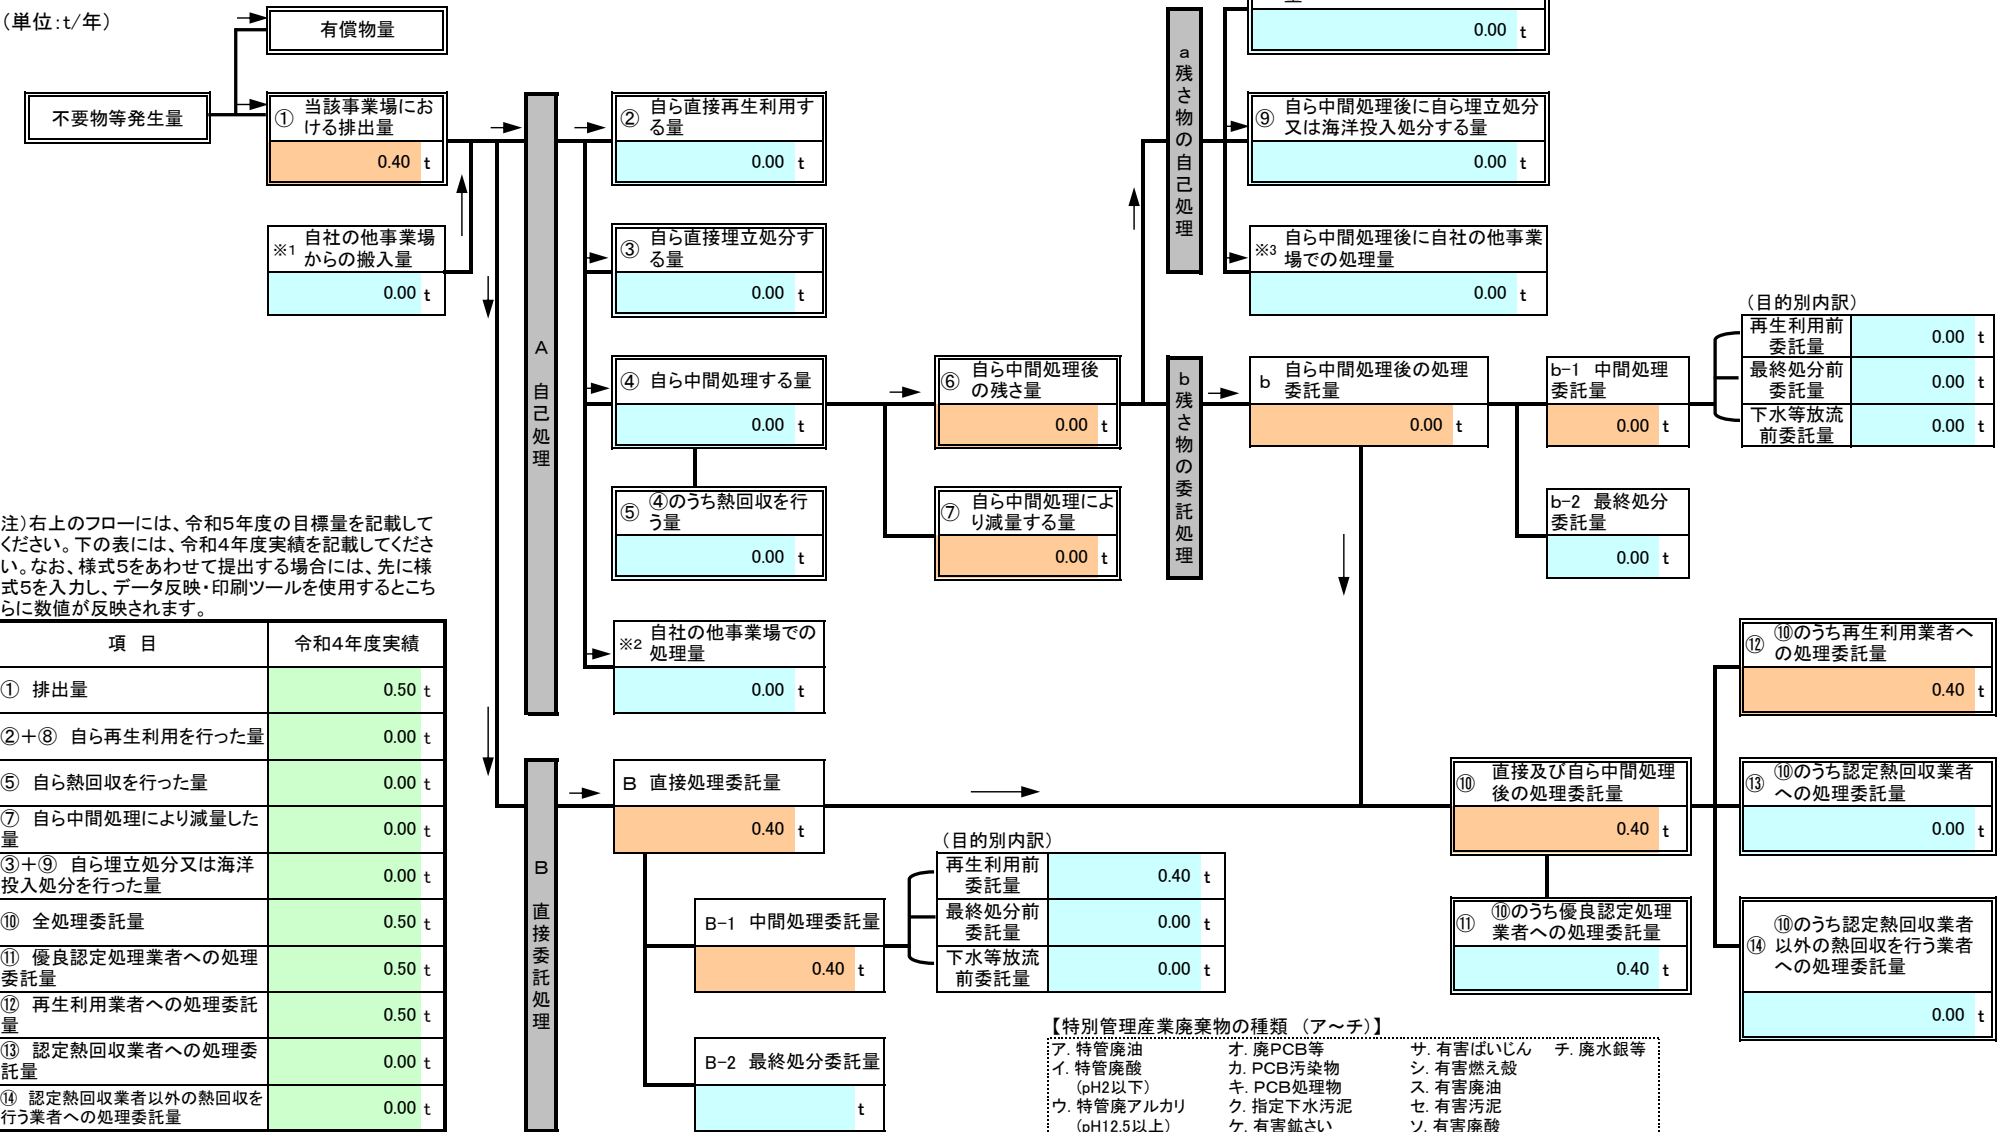 (単位:t/年)
有償物量
不要物等発生量
① 当該事業場にお
ける排出量
0.40 t
※1 自社の他事業場
からの搬入量
0.00 t
A 自己処理
② 自ら直接再生利用す
る量
0.00 t
③ 自ら直接埋立処分す
る量
0.00 t
④ 自ら中間処理する量
0.00 t
⑤ ④のうち熱回収を行
う量
0.00 t
※2 自社の他事業場での
処理量
0.00 t
⑥ 自ら中間処理後
の残さ量
0.00 t
⑦ 自ら中間処理によ
り減量する量
0.00 t
a 残さ物の自己処理
0.00 t
⑨ 自ら中間処理後に自ら埋立処分
又は海洋投入処分する量
0.00 t
※3 自ら中間処理後に自社の他事業
場での処理量
0.00 t
b 残さ物の委託処理
b 自ら中間処理後の処理
委託量
0.00 t
b-1 中間処理
委託量
0.00 t
b-2 最終処分
委託量
0.00 t
(目的別内訳)
再生利用前
委託量
0.00 t
最終処分前
委託量
0.00 t
下水等放流
前委託量
0.00 t
注)右上のフローには、令和5年度の目標量を記載して
ください。下の表には、令和4年度実績を記載してくださ
い。なお、様式5をあわせて提出する場合には、先に様
式5を入力し、データ反映・印刷ツールを使用するとこち
らに数値が反映されます。
項 目 令和4年度実績
① 排出量 0.50 t
②+⑧ 自ら再生利用を行った量 0.00 t
⑤ 自ら熱回収を行った量 0.00 t
⑦ 自ら中間処理により減量した
量 0.00 t
③+⑨ 自ら埋立処分又は海洋
投入処分を行った量 0.00 t
⑩ 全処理委託量 0.50 t
⑪ 優良認定処理業者への処理
委託量 0.50 t
⑫ 再生利用業者への処理委託
量 0.50 t
⑬ 認定熱回収業者への処理委
託量 0.00 t
⑭ 認定熱回収業者以外の熱回収を
行う業者への処理委託量 0.00 t
B 直接委託処理
B 直接処理委託量
0.40 t
B-1 中間処理委託量
0.40 t
B-2 最終処分委託量
t
(目的別内訳)
再生利用前
委託量
0.40 t
最終処分前
委託量
0.00 t
下水等放流
前委託量
0.00 t
⑩ 直接及び自ら中間処理
後の処理委託量
0.40 t
⑪ ⑩のうち優良認定処理
業者への処理委託量
0.40 t
⑫ ⑩のうち再生利用業者へ
の処理委託量
0.40 t
⑬ ⑩のうち認定熱回収業者
への処理委託量
0.00 t
⑭ ⑩のうち認定熱回収業者
以外の熱回収を行う業者
への処理委託量
0.00 t
【特別管理産業廃棄物の種類 (ア~チ)】
ア. 特管廃油 オ. 廃PCB等 サ. 有害ばいじん チ. 廃水銀等
イ. 特管廃酸 カ. PCB汚染物 シ. 有害燃え殻
(pH2以下) キ. PCB処理物 ス. 有害廃油
ウ. 特管廃アルカリ ク. 指定下水汚泥 セ. 有害汚泥
(pH12.5以上) ケ. 有害鉱さい ソ. 有害廃酸